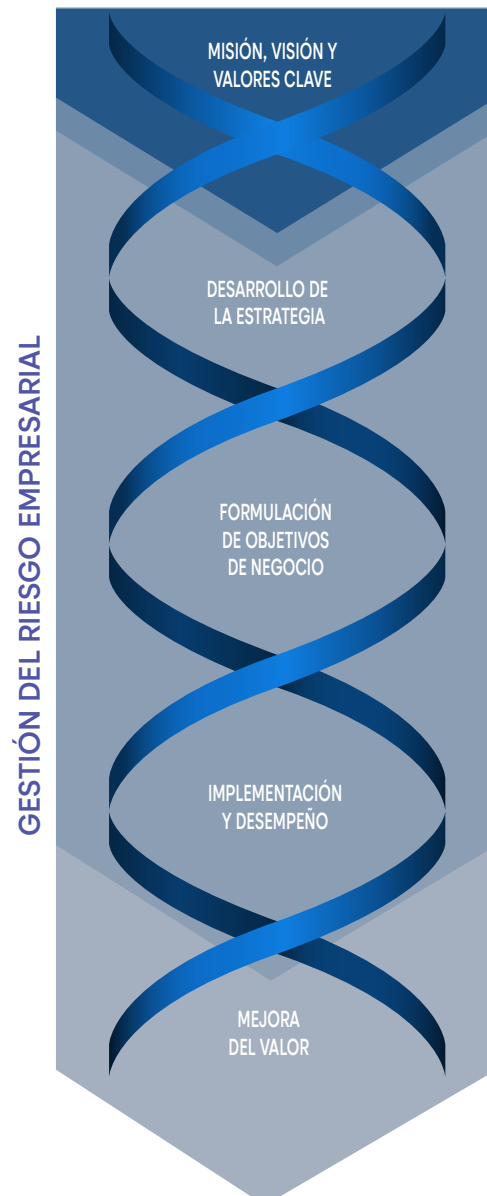 GESTIÓN DEL RIESGO EMPRESARIAL
MISIÓN, VISIÓN Y
VALORES CLAVE
DESARROLLO DE
LA ESTRATEGIA
FORMULACIÓN
DE OBJETIVOS
DE NEGOCIO
IMPLEMENTACIÓN
Y DESEMPEÑO
MEJORA
DEL VALOR